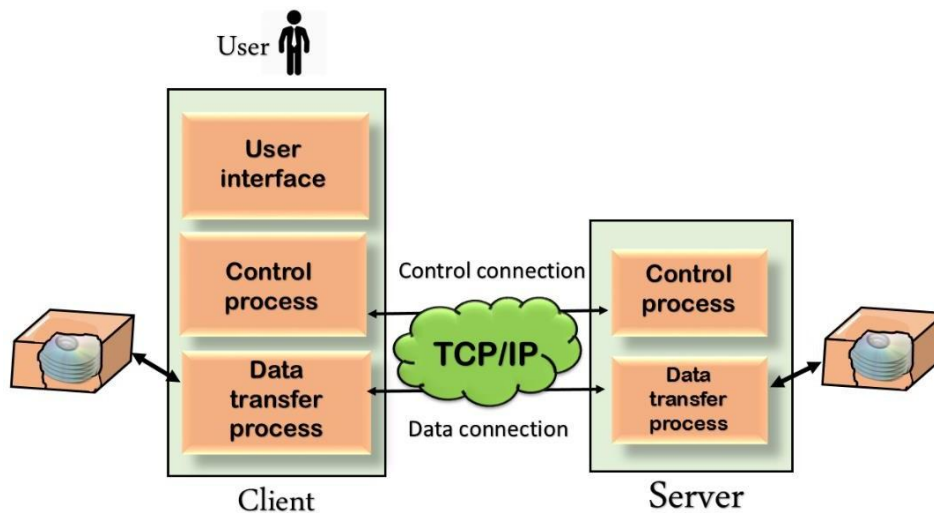 User
User
interface
Control
process
Data
transfer
process
Client
Control connection
TCP/IP
Data connection
Control
process
Data
transfer
process
Server